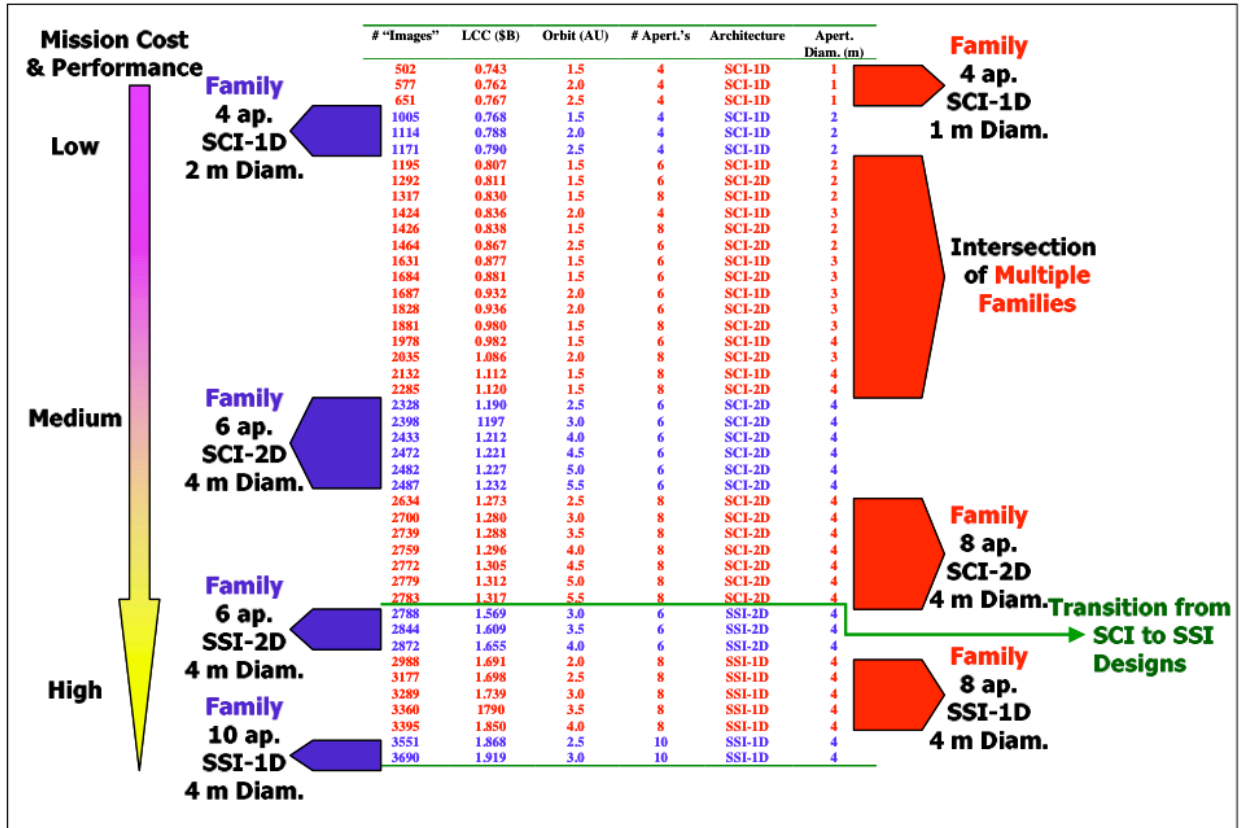 Mission Cost
& Performance
Low
Medium
High
Family
4 ap.
SCI-1D
2 m Diam.
Family
6 ap.
SCI-2D
4 m Diam.
Family
6 ap.
SSI-2D
4 m Diam.
Family
10 ap.
SSI-1D
4 m Diam.
# “Images” LCC ($B) Orbit (AU) # Apert.'s Architecture Apert.
Diam. (m)
502 0.743 1.5 4 SCI-1D 1
577 0.762 2.0 4 SCI-1D 1
651 0.767 2.5 4 SCI-1D 1
1005 0.768 1.5 4 SCI-1D 2
1114 0.788 2.0 4 SCI-1D 2
1171 0.790 2.5 4 SCI-1D 2
1195 0.807 1.5 6 SCI-1D 2
1292 0.811 1.5 6 SCI-2D 2
1317 0.830 1.5 8 SCI-1D 2
1424 0.836 2.0 4 SCI-1D 3
1426 0.838 1.5 8 SCI-2D 2
1464 0.867 2.5 6 SCI-2D 2
1631 0.877 1.5 6 SCI-1D 3
1684 0.881 1.5 6 SCI-2D 3
1687 0.932 2.0 6 SCI-1D 3
1828 0.936 2.0 6 SCI-2D 3
1881 0.980 1.5 8 SCI-2D 3
1978 0.982 1.5 6 SCI-1D 4
2035 1.086 2.0 8 SCI-2D 3
2132 1.112 1.5 8 SCI-1D 4
2285 1.120 1.5 8 SCI-2D 4
2328 1.190 2.5 6 SCI-2D 4
2398 1197 3.0 6 SCI-2D 4
2433 1.212 4.0 6 SCI-2D 4
2472 1.221 4.5 6 SCI-2D 4
2482 1.227 5.0 6 SCI-2D 4
2487 1.232 5.5 6 SCI-2D 4
2634 1.273 2.5 8 SCI-2D 4
2700 1.280 3.0 8 SCI-2D 4
2739 1.288 3.5 8 SCI-2D 4
2759 1.296 4.0 8 SCI-2D 4
2772 1.305 4.5 8 SCI-2D 4
2779 1.312 5.0 8 SCI-2D 4
2783 1.317 5.5 8 SCI-2D 4
2788 1.569 3.0 6 SSI-2D 4
2844 1.609 3.5 6 SSI-2D 4
2872 1.655 4.0 6 SSI-2D 4
2988 1.691 2.0 8 SSI-1D 4
3177 1.698 2.5 8 SSI-1D 4
3289 1.739 3.0 8 SSI-1D 4
3360 1790 3.5 8 SSI-1D 4
3395 1.850 4.0 8 SSI-1D 4
3551 1.868 2.5 10 SSI-1D 4
3690 1.919 3.0 10 SSI-1D 4
Family
4 ap.
SCI-1D
1 m Diam.
Intersection
of Multiple
Families
Family
8 ap.
SCI-2D
4 m Diam.
Transition from
SCI to SSI
Designs
Family
8 ap.
SSI-1D
4 m Diam.